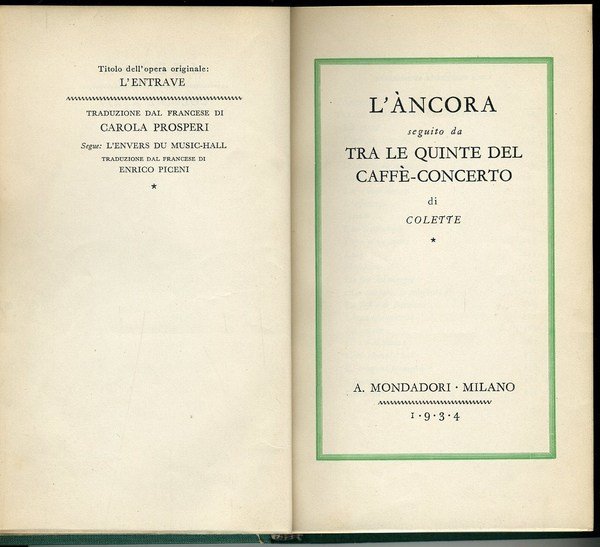 Titolo dell'opera originale:
L'ENTRAVE
TRADUZIONE DAL FRANCESE DI
CAROLA PROSPERI
Segue: L'ENVERS DU MUSIC-HALL
TRADUZIONE DAL FRANCESE DI
ENRICO PICENI
*
L'ÀNCORA
seguito da
TRA LE QUINTE DEL
CAFFÈ-CONCERTO
di
COLETTE
*
A. MONDADORI · MILANO
1·9·3·4